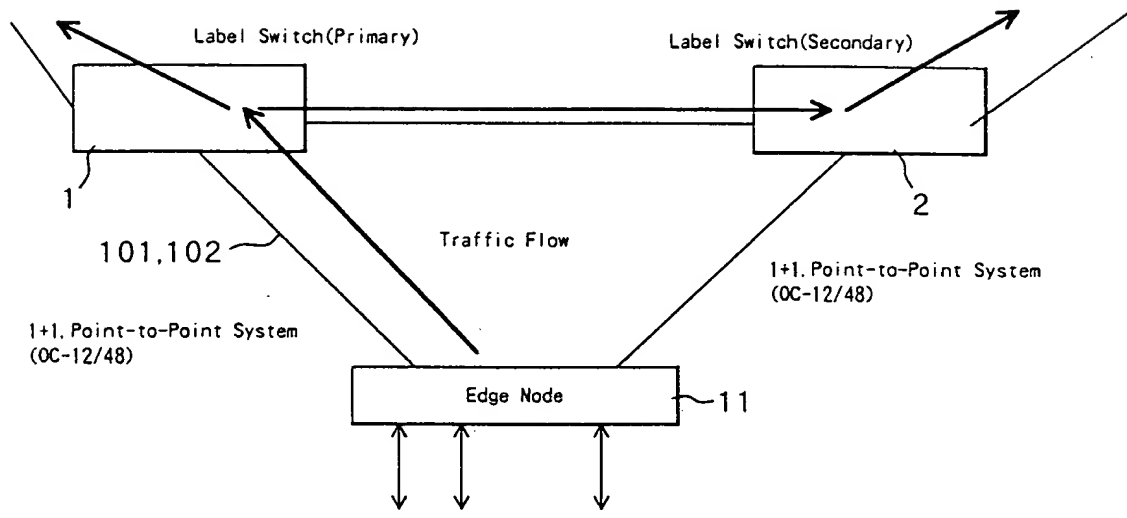 Label Switch(Primary)
Label Switch(Secondary)
1
2
101,102
Traffic Flow
1+1, Point-to-Point System
(OC-12/48)
1+1, Point-to-Point System
(OC-12/48)
Edge Node
11